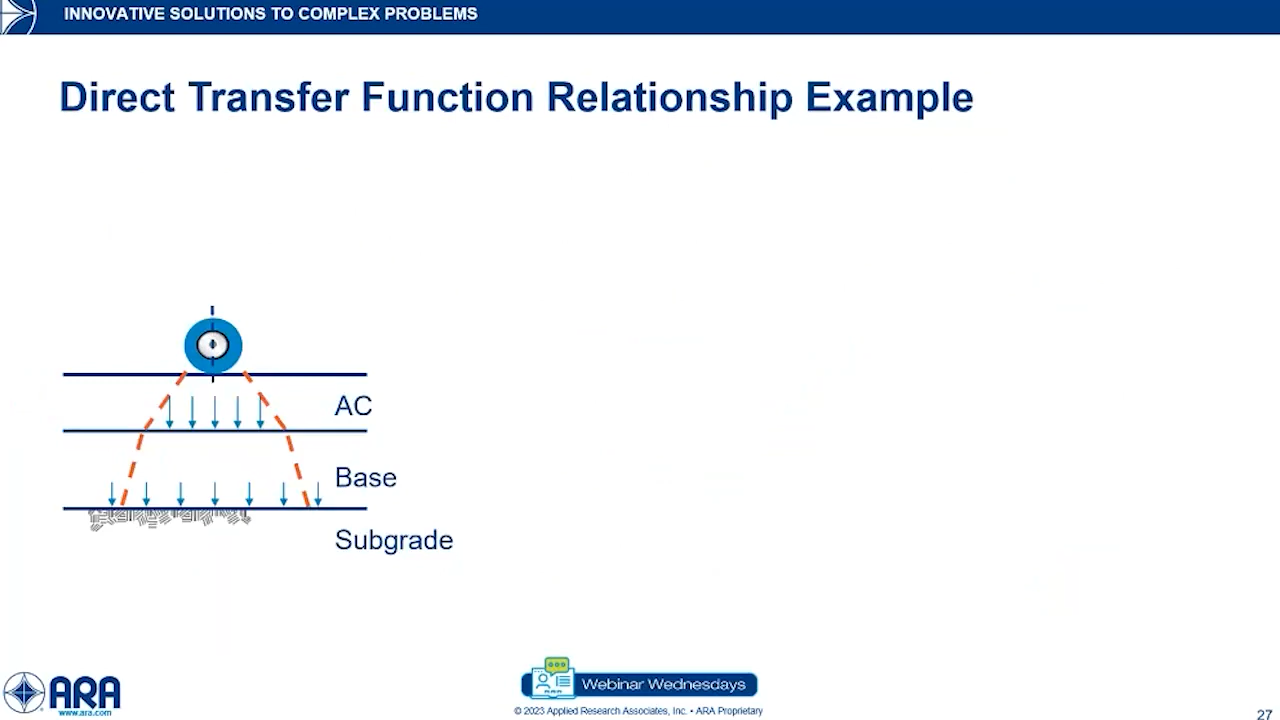 INNOVATIVE SOLUTIONS TO COMPLEX PROBLEMS
Direct Transfer Function Relationship Example
AC
Base
Subgrade
ARA
www.ara.com
Webinar Wednesdays
© 2023 Applied Research Associates, Inc. • ARA Proprietary
27